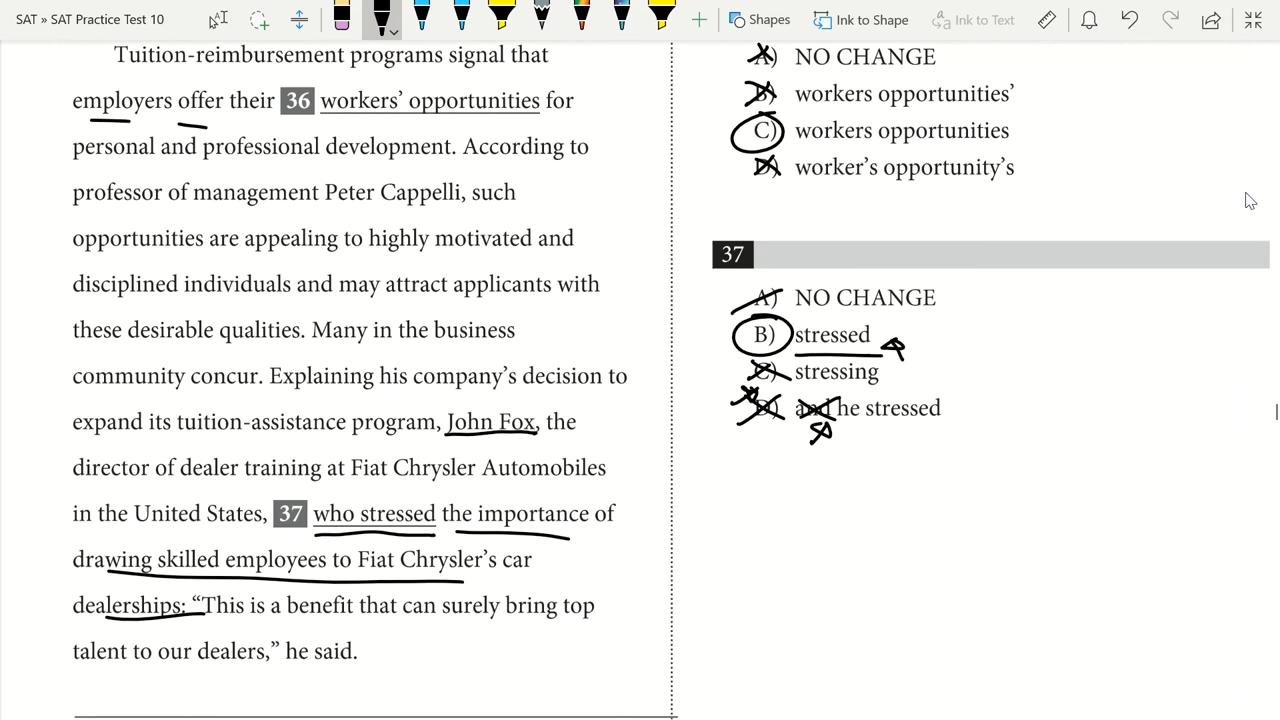 SAT » SAT Practice Test 10
Shapes
Ink to Shape
Ink to Text
Tuition-reimbursement programs signal that
employers offer their 36 workers’ opportunities for
personal and professional development. According to
professor of management Peter Cappelli, such
opportunities are appealing to highly motivated and
disciplined individuals and may attract applicants with
these desirable qualities. Many in the business
community concur. Explaining his company’s decision to
expand its tuition-assistance program, John Fox, the
director of dealer training at Fiat Chrysler Automobiles
in the United States, 37 who stressed the importance of
drawing skilled employees to Fiat Chrysler’s car
dealerships: “This is a benefit that can surely bring top
talent to our dealers,” he said.
A) NO CHANGE
B) workers opportunities’
C) workers opportunities
D) worker’s opportunity’s
37
A) NO CHANGE
B) stressed
C) stressing
D) and he stressed